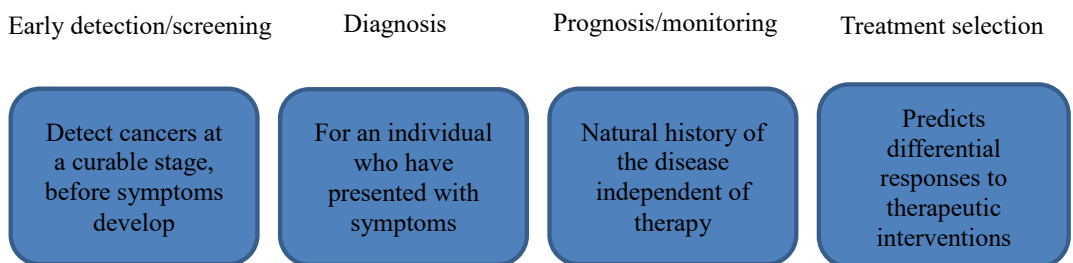 Early detection/screening
Diagnosis
Prognosis/monitoring
Treatment selection
Detect cancers at
a curable stage,
before symptoms
develop
For an individual
who have
presented with
symptoms
Natural history of
the disease
independent of
therapy
Predicts
differential
responses to
therapeutic
interventions